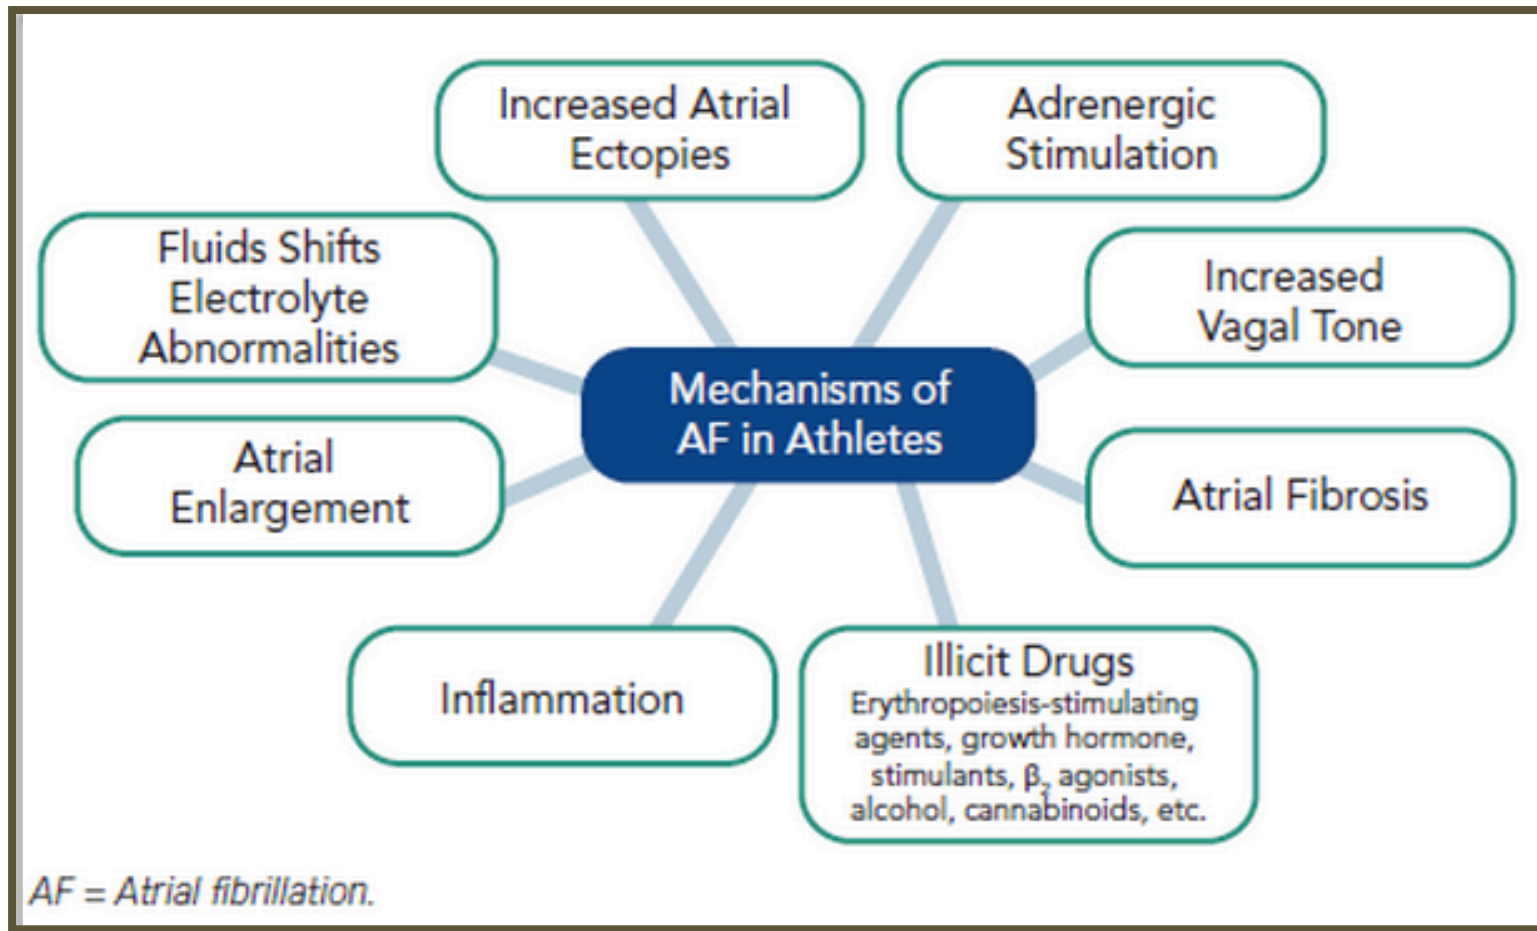 Increased Atrial
Ectopies
Adrenergic
Stimulation
Fluids Shifts
Electrolyte
Abnormalities
Increased
Vagal Tone
Mechanisms of
AF in Athletes
Atrial
Enlargement
Atrial Fibrosis
Inflammation
Illicit Drugs
Erythropoiesis-stimulating
agents, growth hormone,
stimulants, β₂ agonists,
alcohol, cannabinoids, etc.
AF = Atrial fibrillation.